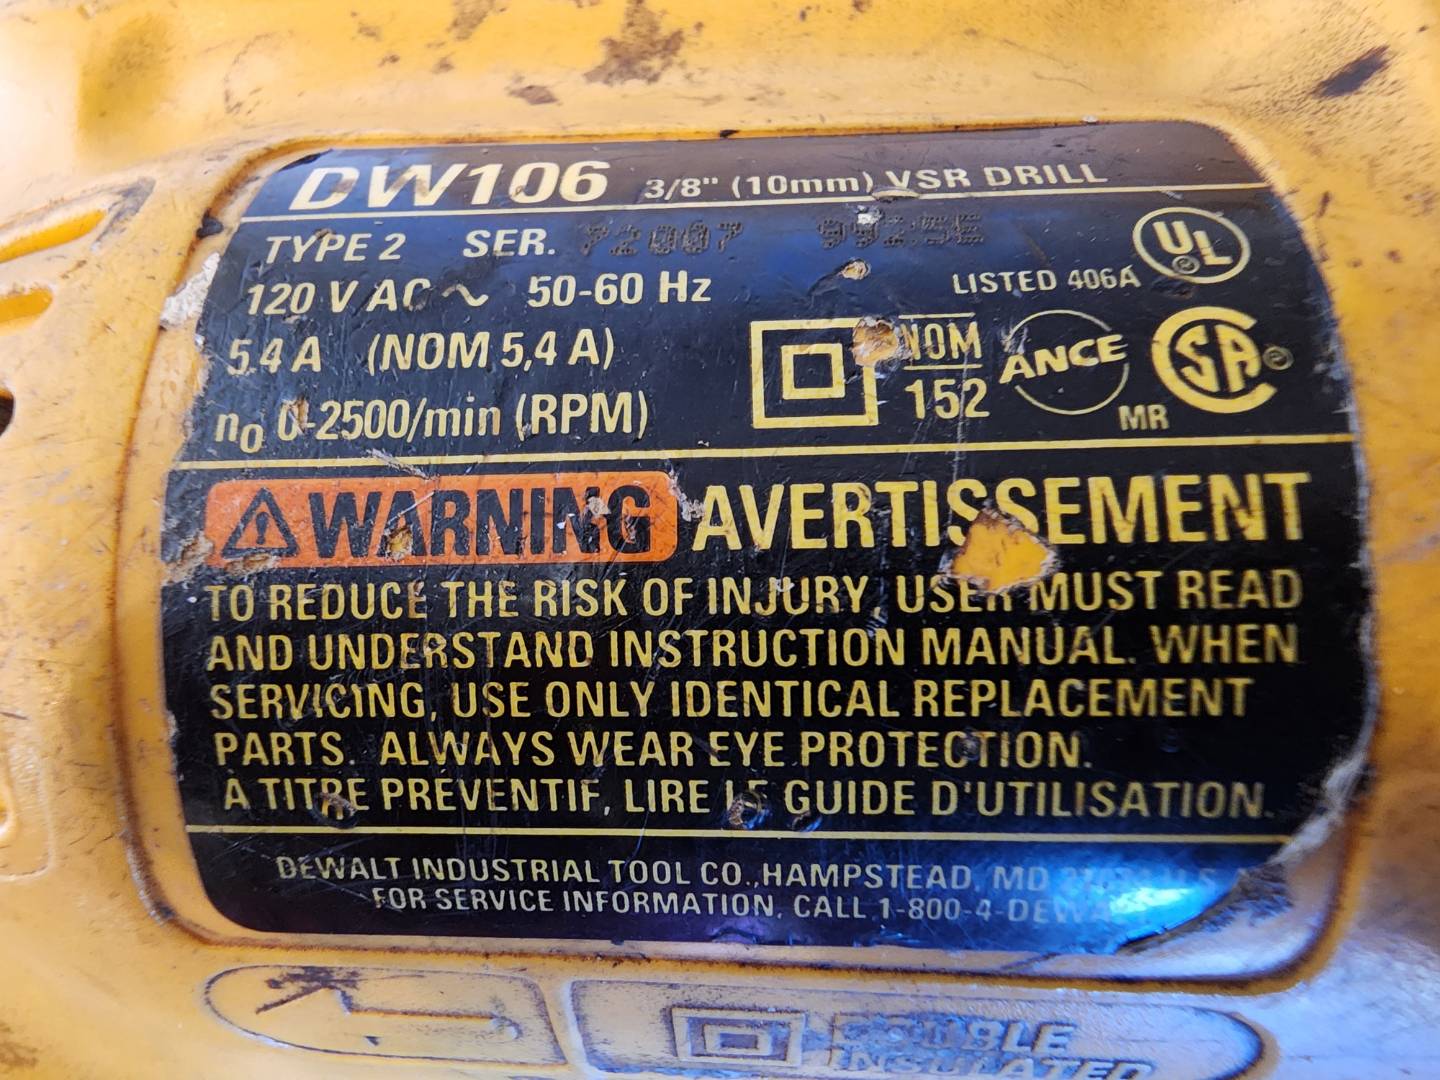 DW106 3/8" (10mm) VSR DRILL
TYPE 2 SER. 72007
120 V AC ~ 50-60 Hz
LISTED 406A UL ®
5.4 A (NOM 5,4 A)
n₀ 0-2500/min (RPM)
NOM
152
ANCE
SA ®
MR
WARNING AVERTISSEMENT
TO REDUCE THE RISK OF INJURY, USER MUST READ
AND UNDERSTAND INSTRUCTION MANUAL. WHEN
SERVICING, USE ONLY IDENTICAL REPLACEMENT
PARTS. ALWAYS WEAR EYE PROTECTION.
À TITRE PRÉVENTIF, LIRE LE GUIDE D'UTILISATION.
DEWALT INDUSTRIAL TOOL CO., HAMPSTEAD, MD U.S.A.
FOR SERVICE INFORMATION, CALL 1-800-4-DEWA
DOUBLE
INSULATED